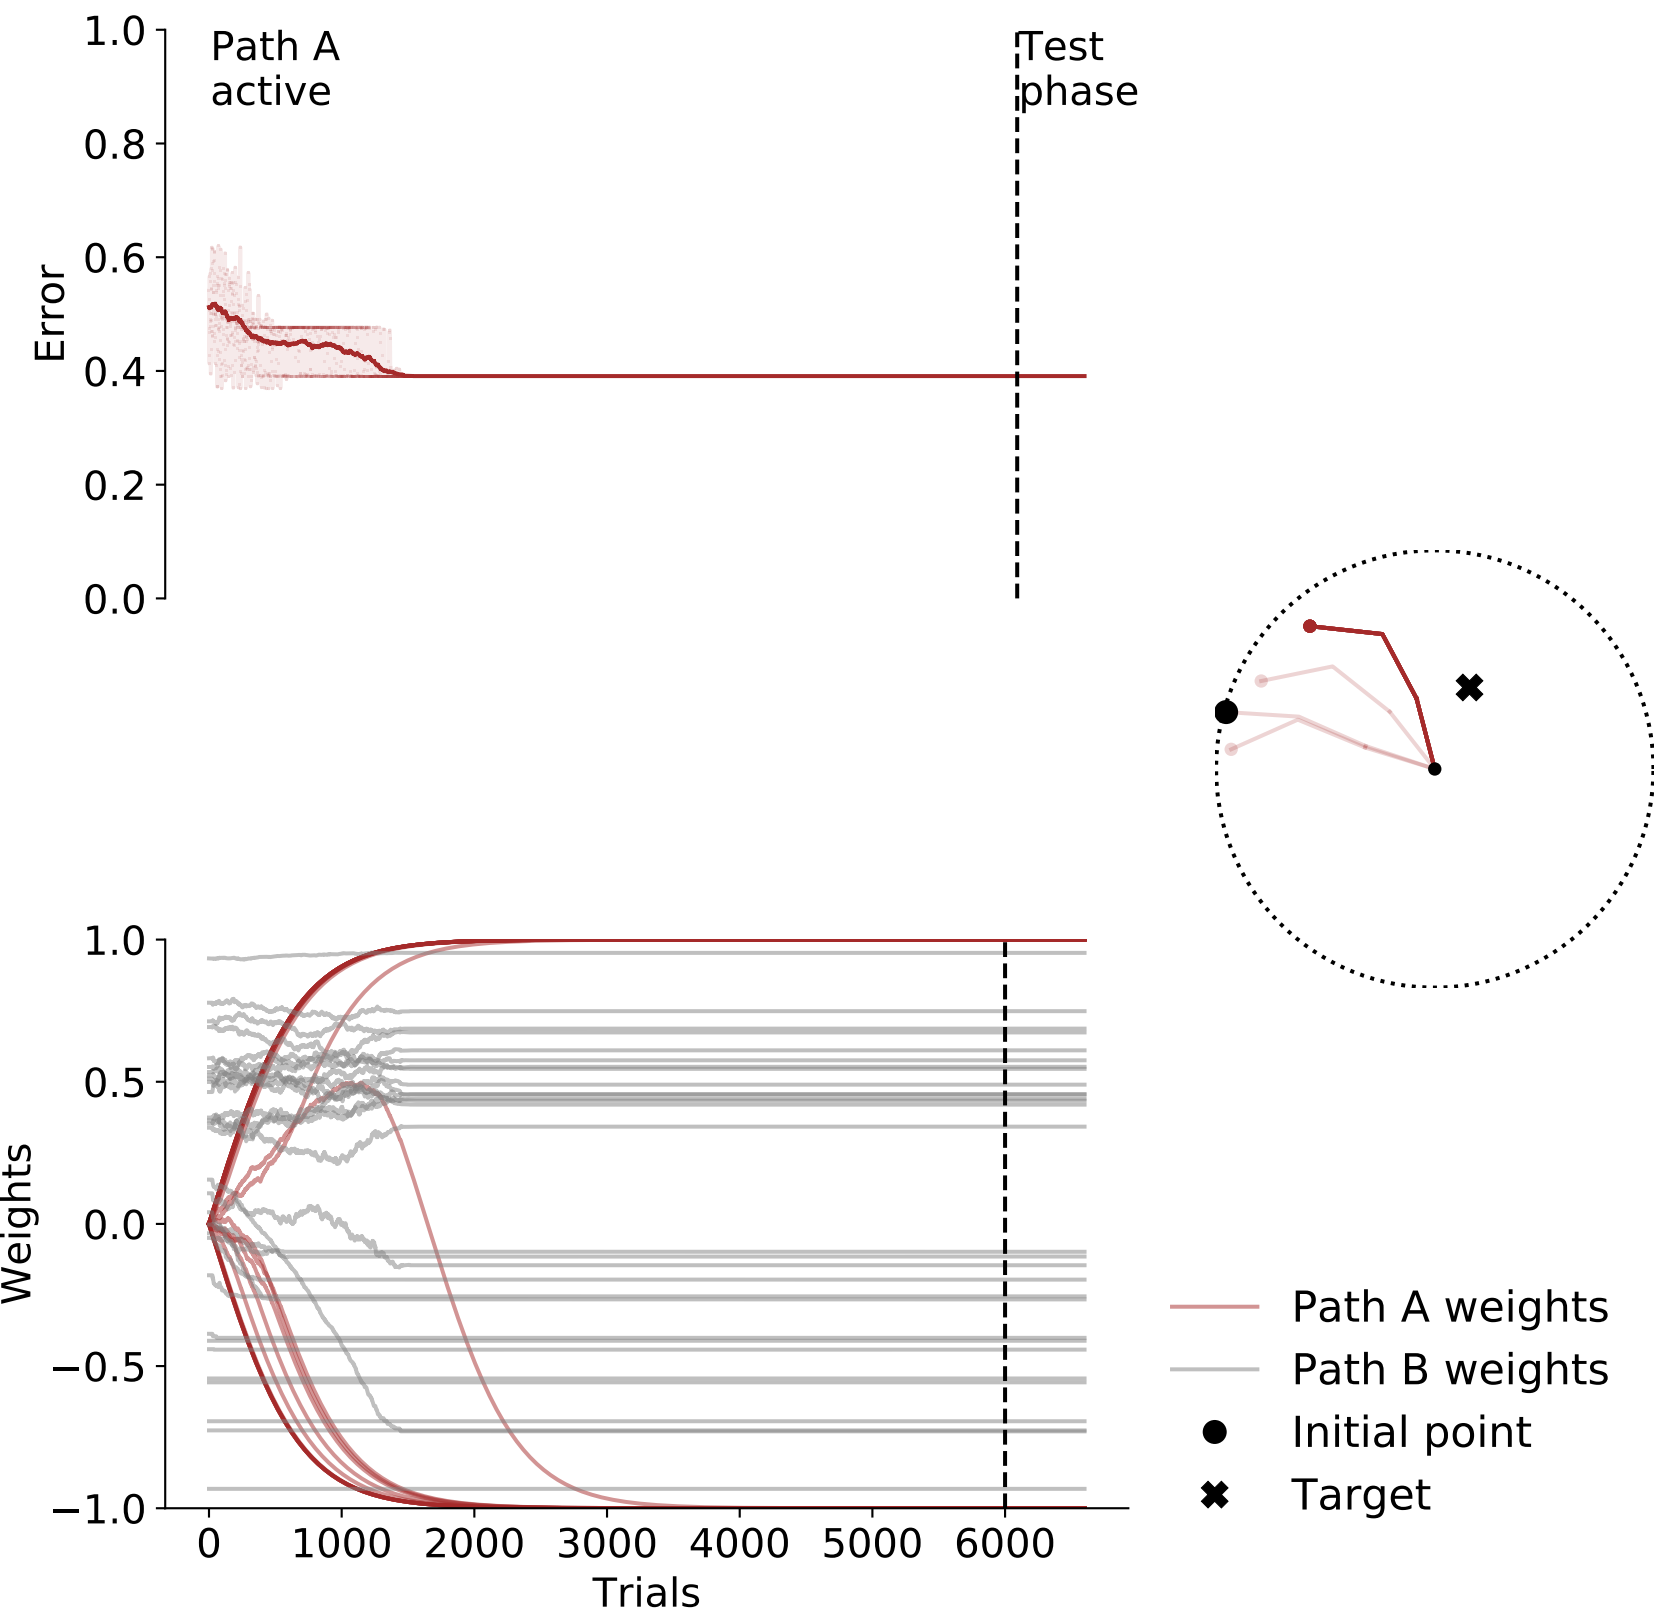 1.0
Path A
active
Test
phase
0.8
0.6
0.4
0.2
0.0
Error
1.0
0.5
0.0
−0.5
−1.0
Weights
0 1000 2000 3000 4000 5000 6000
Trials
Path A weights
Path B weights
Initial point
Target